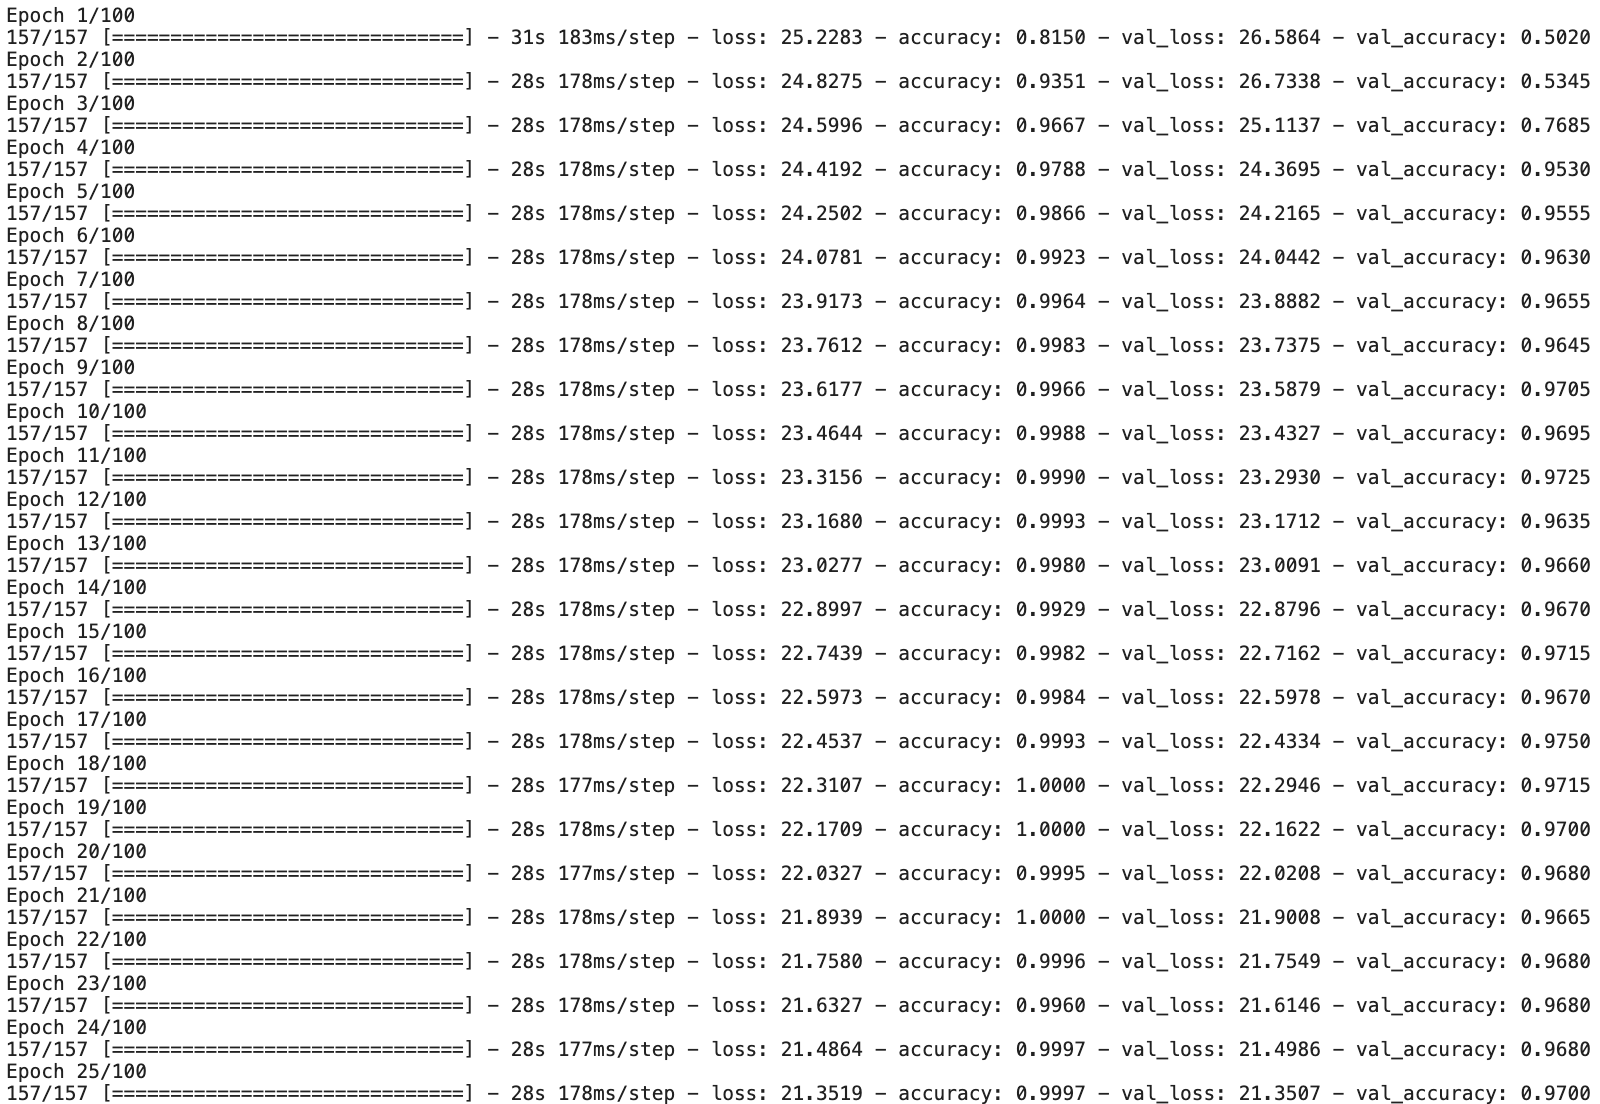 Epoch 1/100
157/157 [==============================] - 31s 183ms/step - loss: 25.2283 - accuracy: 0.8150 - val_loss: 26.5864 - val_accuracy: 0.5020
Epoch 2/100
157/157 [==============================] - 28s 178ms/step - loss: 24.8275 - accuracy: 0.9351 - val_loss: 26.7338 - val_accuracy: 0.5345
Epoch 3/100
157/157 [==============================] - 28s 178ms/step - loss: 24.5996 - accuracy: 0.9667 - val_loss: 25.1137 - val_accuracy: 0.7685
Epoch 4/100
157/157 [==============================] - 28s 178ms/step - loss: 24.4192 - accuracy: 0.9788 - val_loss: 24.3695 - val_accuracy: 0.9530
Epoch 5/100
157/157 [==============================] - 28s 178ms/step - loss: 24.2502 - accuracy: 0.9866 - val_loss: 24.2165 - val_accuracy: 0.9555
Epoch 6/100
157/157 [==============================] - 28s 178ms/step - loss: 24.0781 - accuracy: 0.9923 - val_loss: 24.0442 - val_accuracy: 0.9630
Epoch 7/100
157/157 [==============================] - 28s 178ms/step - loss: 23.9173 - accuracy: 0.9964 - val_loss: 23.8882 - val_accuracy: 0.9655
Epoch 8/100
157/157 [==============================] - 28s 178ms/step - loss: 23.7612 - accuracy: 0.9983 - val_loss: 23.7375 - val_accuracy: 0.9645
Epoch 9/100
157/157 [==============================] - 28s 178ms/step - loss: 23.6177 - accuracy: 0.9966 - val_loss: 23.5879 - val_accuracy: 0.9705
Epoch 10/100
157/157 [==============================] - 28s 178ms/step - loss: 23.4644 - accuracy: 0.9988 - val_loss: 23.4327 - val_accuracy: 0.9695
Epoch 11/100
157/157 [==============================] - 28s 178ms/step - loss: 23.3156 - accuracy: 0.9990 - val_loss: 23.2930 - val_accuracy: 0.9725
Epoch 12/100
157/157 [==============================] - 28s 178ms/step - loss: 23.1680 - accuracy: 0.9993 - val_loss: 23.1712 - val_accuracy: 0.9635
Epoch 13/100
157/157 [==============================] - 28s 178ms/step - loss: 23.0277 - accuracy: 0.9980 - val_loss: 23.0091 - val_accuracy: 0.9660
Epoch 14/100
157/157 [==============================] - 28s 178ms/step - loss: 22.8997 - accuracy: 0.9929 - val_loss: 22.8796 - val_accuracy: 0.9670
Epoch 15/100
157/157 [==============================] - 28s 178ms/step - loss: 22.7439 - accuracy: 0.9982 - val_loss: 22.7162 - val_accuracy: 0.9715
Epoch 16/100
157/157 [==============================] - 28s 178ms/step - loss: 22.5973 - accuracy: 0.9984 - val_loss: 22.5978 - val_accuracy: 0.9670
Epoch 17/100
157/157 [==============================] - 28s 178ms/step - loss: 22.4537 - accuracy: 0.9993 - val_loss: 22.4334 - val_accuracy: 0.9750
Epoch 18/100
157/157 [==============================] - 28s 177ms/step - loss: 22.3107 - accuracy: 1.0000 - val_loss: 22.2946 - val_accuracy: 0.9715
Epoch 19/100
157/157 [==============================] - 28s 178ms/step - loss: 22.1709 - accuracy: 1.0000 - val_loss: 22.1622 - val_accuracy: 0.9700
Epoch 20/100
157/157 [==============================] - 28s 177ms/step - loss: 22.0327 - accuracy: 0.9995 - val_loss: 22.0208 - val_accuracy: 0.9680
Epoch 21/100
157/157 [==============================] - 28s 178ms/step - loss: 21.8939 - accuracy: 1.0000 - val_loss: 21.9008 - val_accuracy: 0.9665
Epoch 22/100
157/157 [==============================] - 28s 178ms/step - loss: 21.7580 - accuracy: 0.9996 - val_loss: 21.7549 - val_accuracy: 0.9680
Epoch 23/100
157/157 [==============================] - 28s 178ms/step - loss: 21.6327 - accuracy: 0.9960 - val_loss: 21.6146 - val_accuracy: 0.9680
Epoch 24/100
157/157 [==============================] - 28s 177ms/step - loss: 21.4864 - accuracy: 0.9997 - val_loss: 21.4986 - val_accuracy: 0.9680
Epoch 25/100
157/157 [==============================] - 28s 178ms/step - loss: 21.3519 - accuracy: 0.9997 - val_loss: 21.3507 - val_accuracy: 0.9700